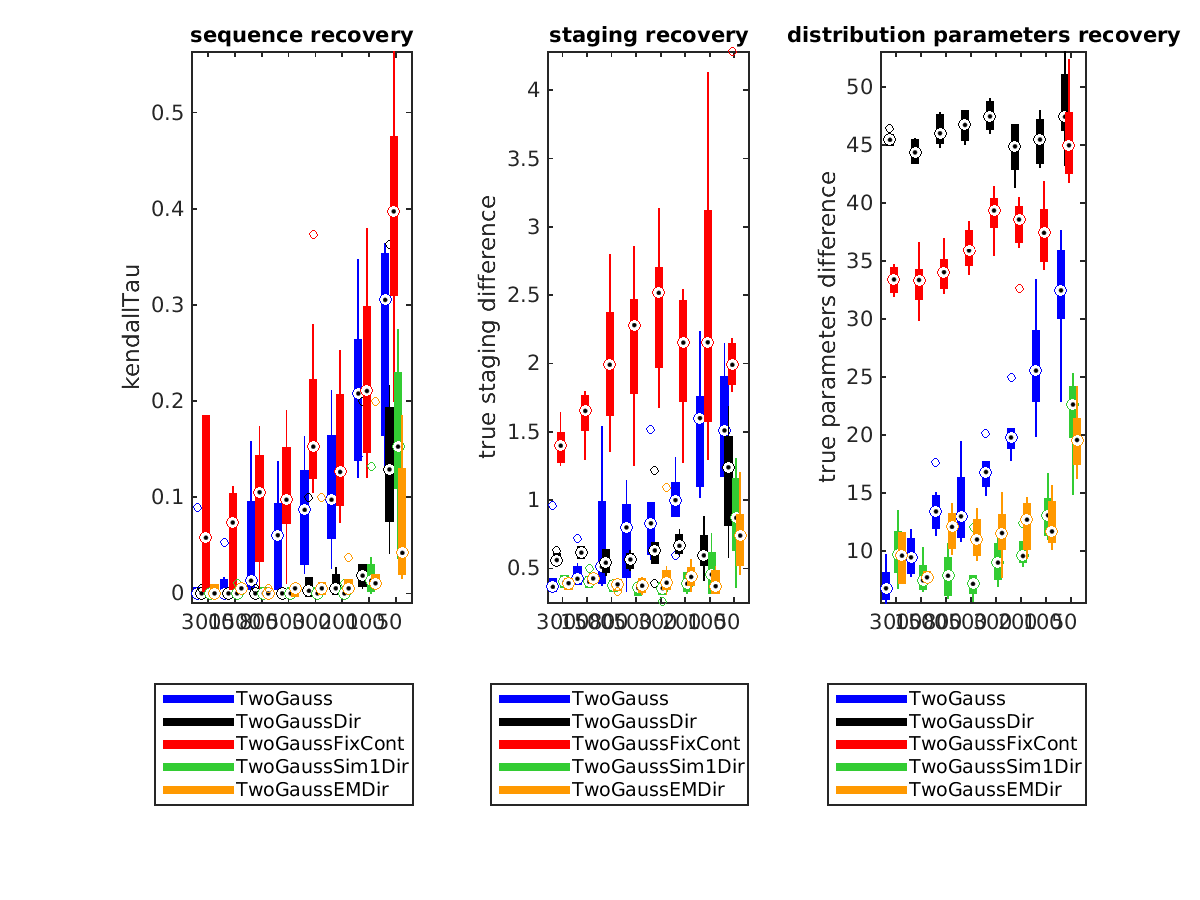 sequence recovery
staging recovery
distribution parameters recovery
kendallTau
0.5
0.4
0.3
0.2
0.1
0
true staging difference
4
3.5
3
2.5
2
1.5
1
0.5
true parameters difference
50
45
40
35
30
25
20
15
10
50
50
50
TwoGauss
TwoGaussDir
TwoGaussFixCont
TwoGaussSim1Dir
TwoGaussEMDir
TwoGauss
TwoGaussDir
TwoGaussFixCont
TwoGaussSim1Dir
TwoGaussEMDir
TwoGauss
TwoGaussDir
TwoGaussFixCont
TwoGaussSim1Dir
TwoGaussEMDir